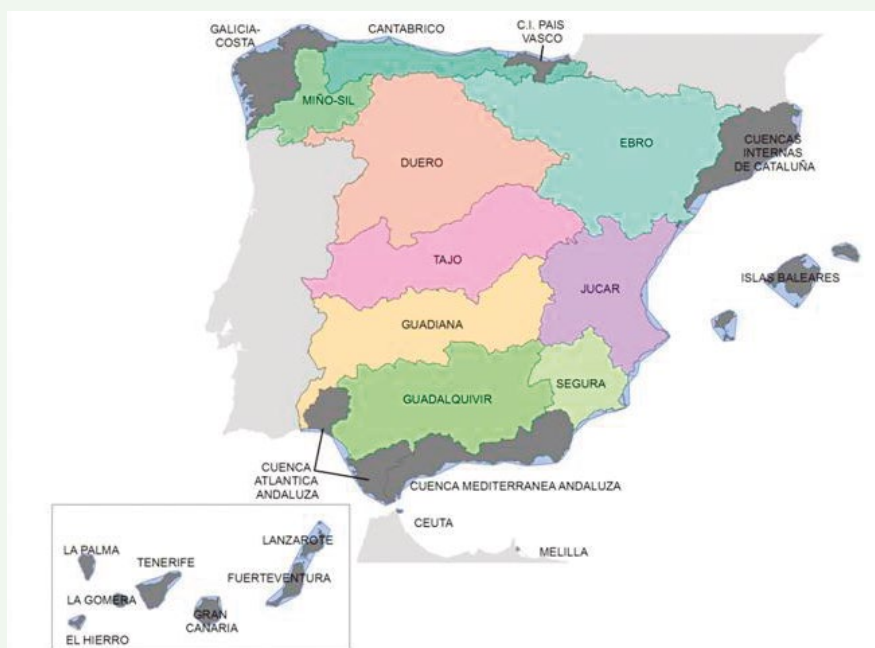 GALICIA-
COSTA
CANTABRICO
C.I. PAIS
VASCO
MIÑO-SIL
DUERO
EBRO
CUENCAS
INTERNAS
DE CATALUÑA
TAJO
JUCAR
ISLAS BALEARES
GUADIANA
SEGURA
GUADALQUIVIR
CUENCA
ATLANTICA
ANDALUZA
CUENCA MEDITERRANEA ANDALUZA
CEUTA
MELILLA
LA PALMA
TENERIFE
LANZAROTE
FUERTEVENTURA
LA GOMERA
GRAN
CANARIA
EL HIERRO